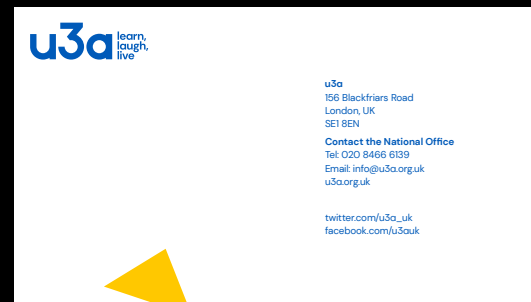 u3a learn,
laugh,
live
u3a
156 Blackfriars Road
London, UK
SE1 8EN
Contact the National Office
Tel: 020 8466 6139
Email: info@u3a.org.uk
u3a.org.uk
twitter.com/u3a_uk
facebook.com/u3auk